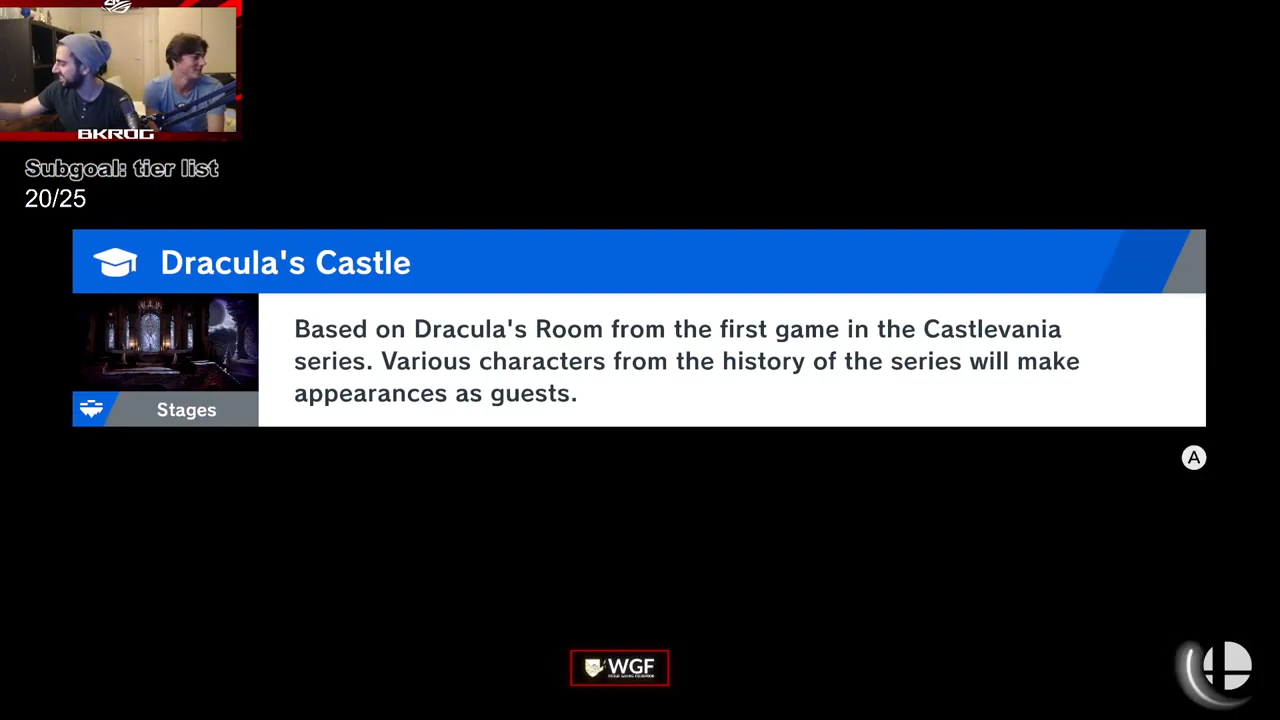 BKROG
Subgoal: tier list
20/25
Dracula's Castle
Based on Dracula's Room from the first game in the Castlevania
series. Various characters from the history of the series will make
appearances as guests.
Stages
A
WGF